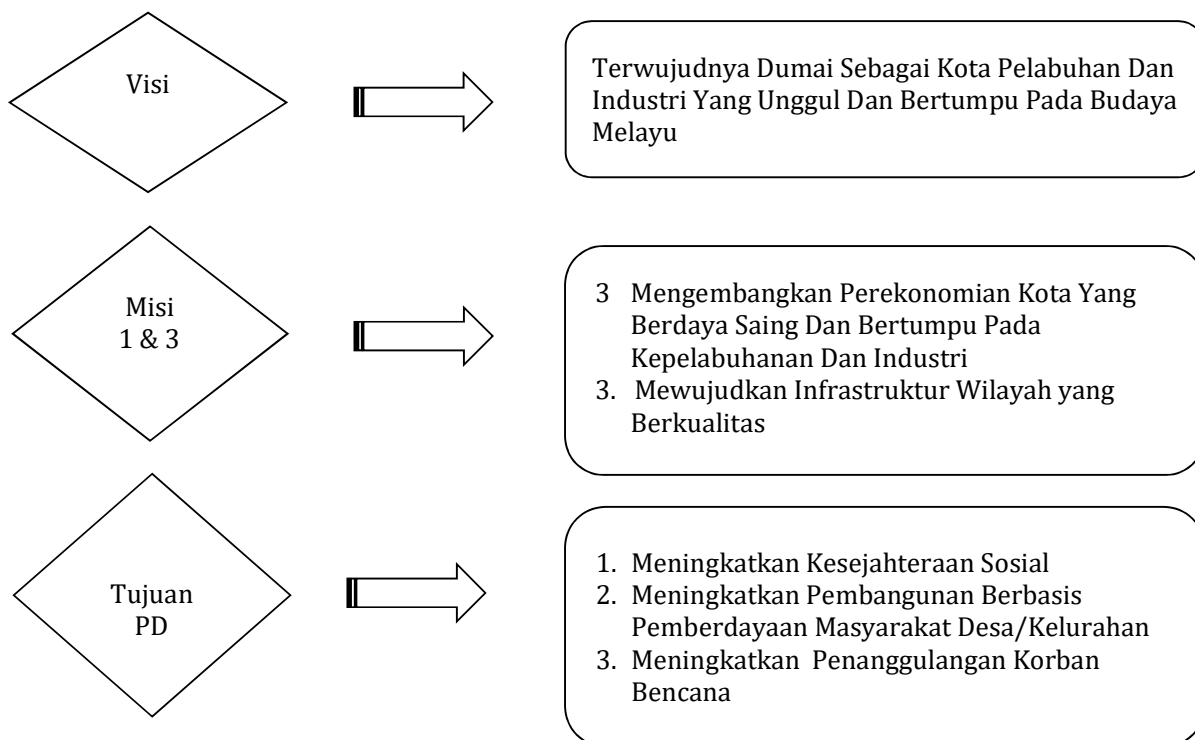 Visi
Terwujudnya Dumai Sebagai Kota Pelabuhan Dan
Industri Yang Unggul Dan Bertumpu Pada Budaya
Melayu
Misi
1 & 3
3 Mengembangkan Perekonomian Kota Yang
Berdaya Saing Dan Bertumpu Pada
Kepelabuhanan Dan Industri
3. Mewujudkan Infrastruktur Wilayah yang
Berkualitas
Tujuan
PD
1. Meningkatkan Kesejahteraan Sosial
2. Meningkatkan Pembangunan Berbasis
Pemberdayaan Masyarakat Desa/Kelurahan
3. Meningkatkan Penanggulangan Korban
Bencana